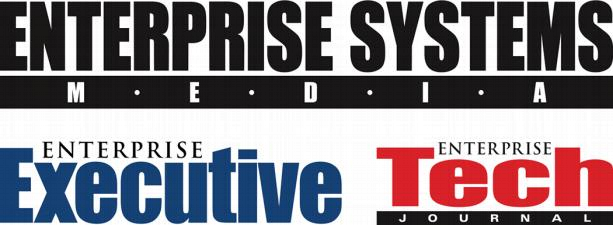 ENTERPRISE SYSTEMS
M · E · D · I · A
ENTERPRISE
Executive
ENTERPRISE
Tech
JOURNAL